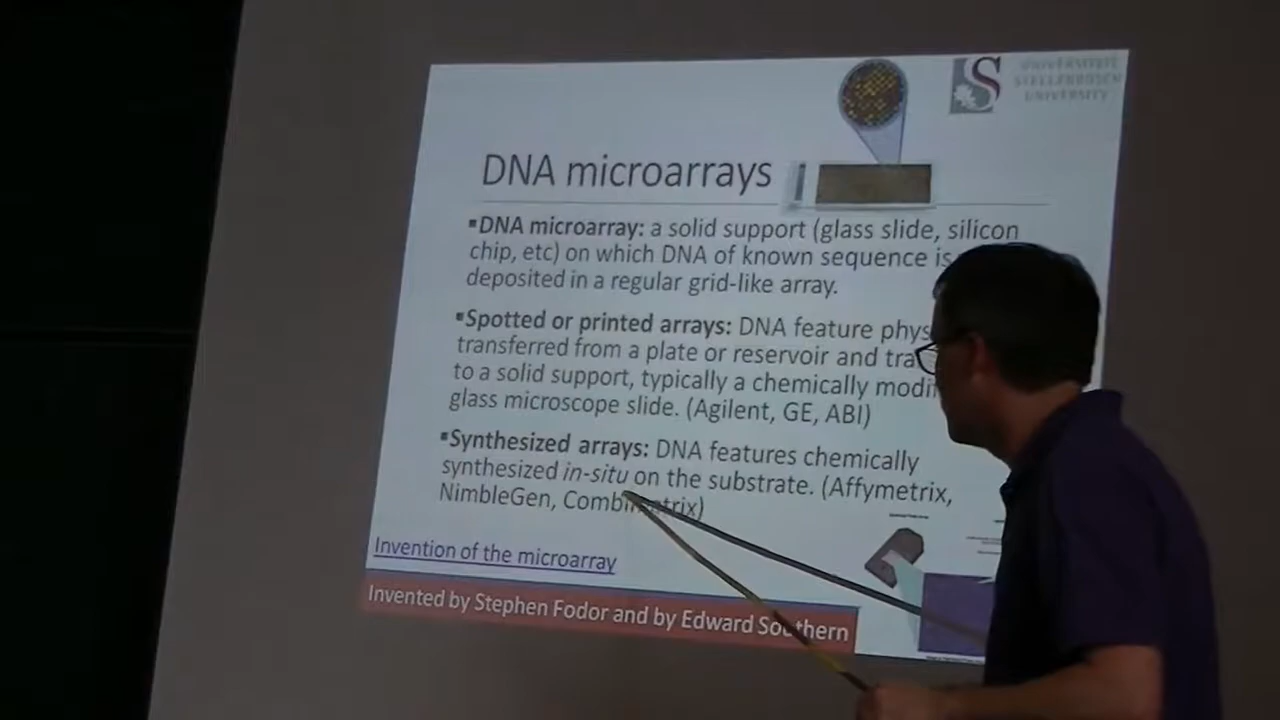 UNIVERSITEIT
STELLENBOSCH
UNIVERSITY
DNA microarrays
▪DNA microarray: a solid support (glass slide, silicon
chip, etc) on which DNA of known sequence is
deposited in a regular grid-like array.
▪Spotted or printed arrays: DNA feature phys
transferred from a plate or reservoir and tra
to a solid support, typically a chemically modi
glass microscope slide. (Agilent, GE, ABI)
▪Synthesized arrays: DNA features chemically
synthesized in-situ on the substrate. (Affymetrix,
NimbleGen, Combimatrix)
Invention of the microarray
Invented by Stephen Fodor and by Edward Southern